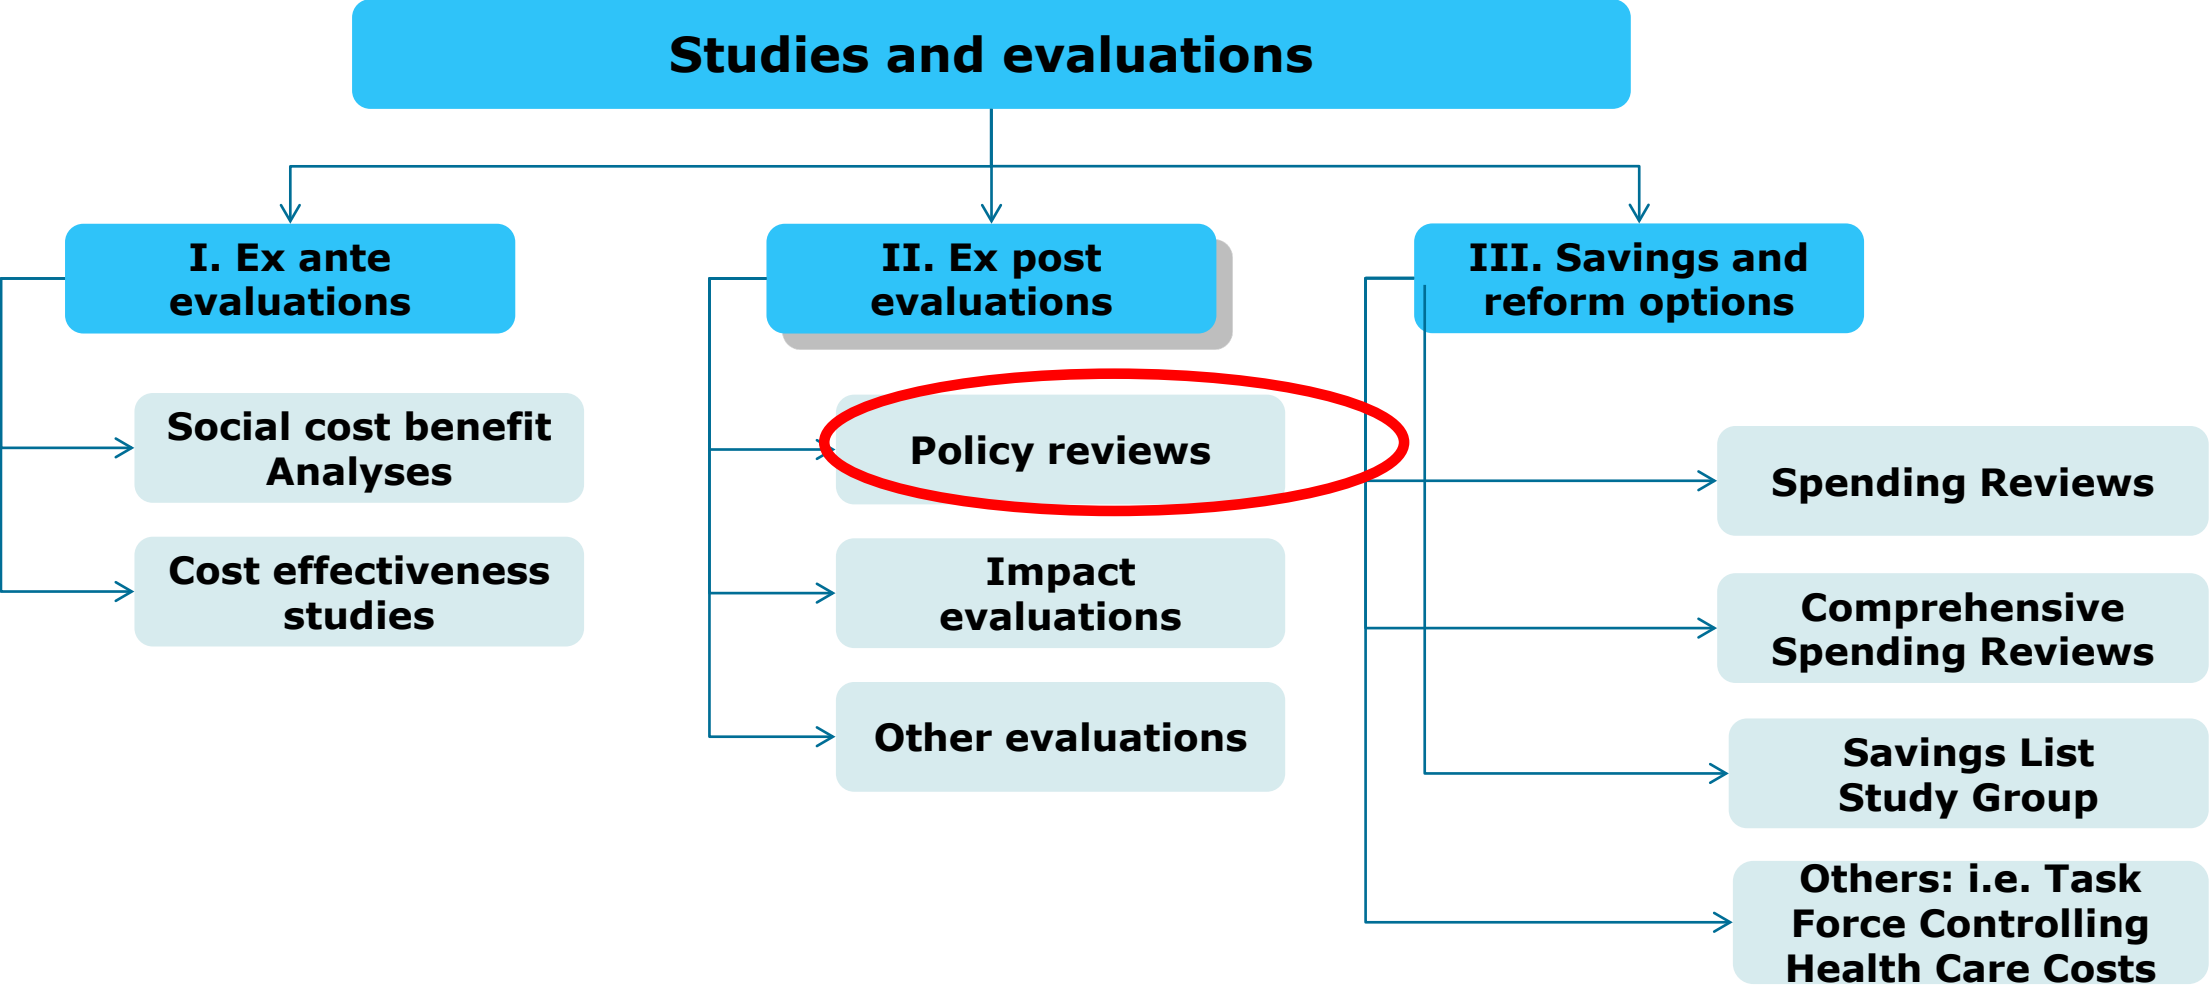 Studies and evaluations
I. Ex ante
evaluations
Social cost benefit
Analyses
Cost effectiveness
studies
II. Ex post
evaluations
Policy reviews
Impact
evaluations
Other evaluations
III. Savings and
reform options
Spending Reviews
Comprehensive
Spending Reviews
Savings List
Study Group
Others: i.e. Task
Force Controlling
Health Care Costs